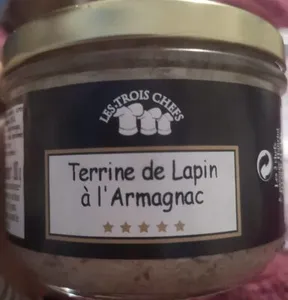 LES TROIS CHEFS
Terrine de Lapin
à l'Armagnac